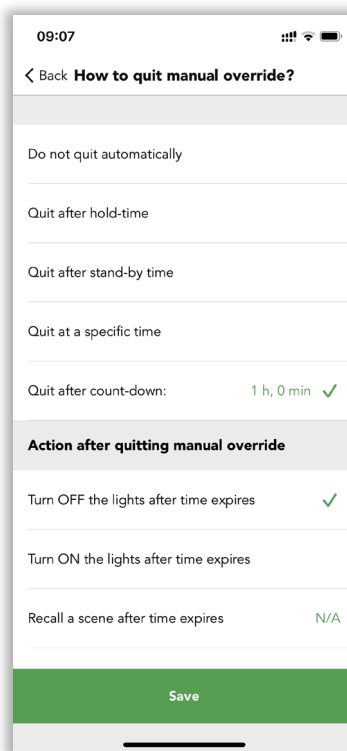 09:07
Back How to quit manual override?
Do not quit automatically
Quit after hold-time
Quit after stand-by time
Quit at a specific time
Quit after count-down: 1 h, 0 min
Action after quitting manual override
Turn OFF the lights after time expires
Turn ON the lights after time expires
Recall a scene after time expires N/A
Save